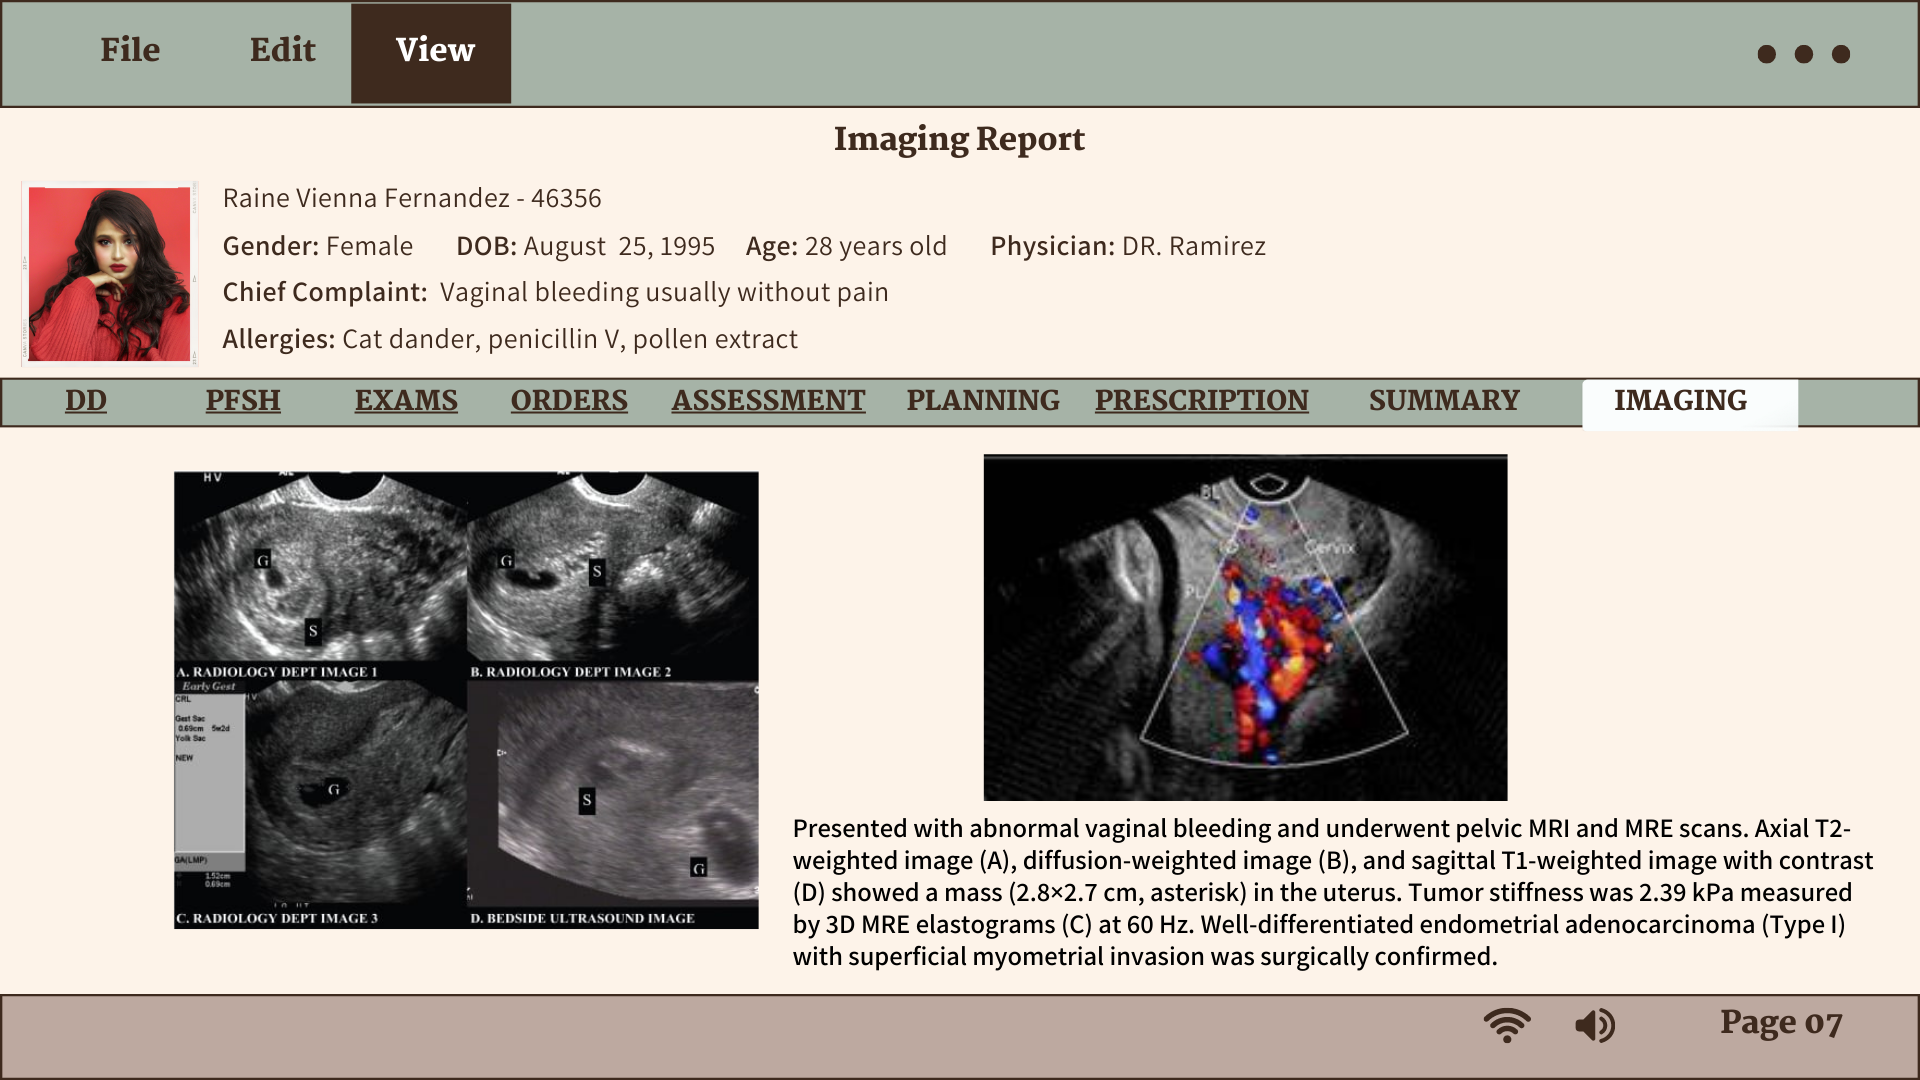 File Edit View
Imaging Report
Raine Vienna Fernandez - 46356
Gender: Female DOB: August 25, 1995 Age: 28 years old Physician: DR. Ramirez
Chief Complaint: Vaginal bleeding usually without pain
Allergies: Cat dander, penicillin V, pollen extract
DD PFSH EXAMS ORDERS ASSESSMENT PLANNING PRESCRIPTION SUMMARY IMAGING
HV
G
S
A. RADIOLOGY DEPT IMAGE 1
G
S
B. RADIOLOGY DEPT IMAGE 2
Early Gest
CRL
Gest Sac
0.69cm 5w2d
Yolk Sac
NEW
GA(LMP)
1.52cm
0.69cm
HV
G
C. RADIOLOGY DEPT IMAGE 3
S
G
D. BEDSIDE ULTRASOUND IMAGE
BL
Cervix
PL
Presented with abnormal vaginal bleeding and underwent pelvic MRI and MRE scans. Axial T2-
weighted image (A), diffusion-weighted image (B), and sagittal T1-weighted image with contrast
(D) showed a mass (2.8×2.7 cm, asterisk) in the uterus. Tumor stiffness was 2.39 kPa measured
by 3D MRE elastograms (C) at 60 Hz. Well-differentiated endometrial adenocarcinoma (Type I)
with superficial myometrial invasion was surgically confirmed.
Page 07